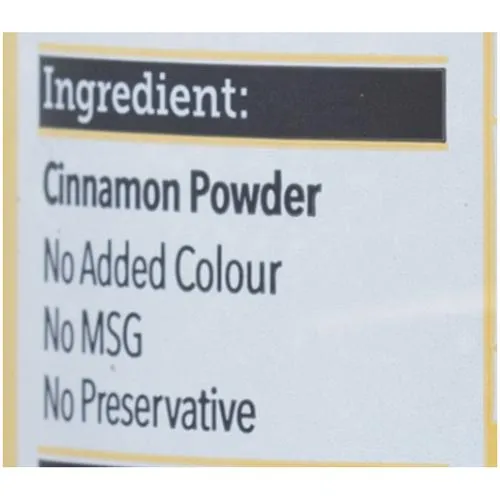 Ingredient:
Cinnamon Powder
No Added Colour
No MSG
No Preservative